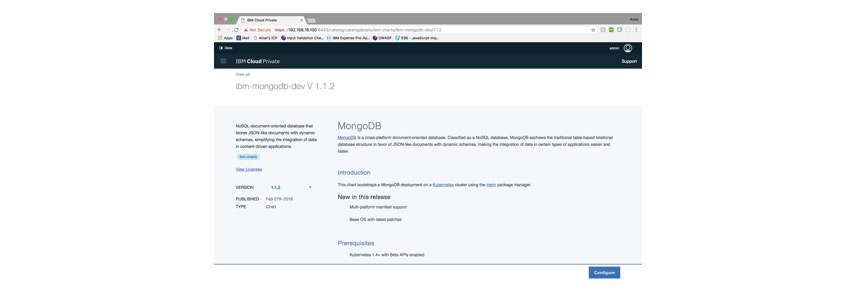 IBM Cloud Private
Amal
Not Secure https://192.168.16.100:8443/catalog/catalogdetails/ibm-charts/ibm-mongodb-dev/1.1.2
Apps Mail Amal's ICP Input Validation Che... IBM Expense Pre-Ap... OWASP ESB - JavaScript Imp...
Docs admin
IBM Cloud Private Support
View all
ibm-mongodb-dev V 1.1.2
NoSQL document-oriented database that
stores JSON-like documents with dynamic
schemas, simplifying the integration of data
in content-driven applications.
ibm-charts
View Licenses
VERSION 1.1.2
PUBLISHED Feb 27th 2018
TYPE Chart
MongoDB
MongoDB is a cross-platform document-oriented database. Classified as a NoSQL database, MongoDB eschews the traditional table-based relational
database structure in favor of JSON-like documents with dynamic schemas, making the integration of data in certain types of applications easier and
faster.
Introduction
This chart bootstraps a MongoDB deployment on a Kubernetes cluster using the Helm package manager.
New in this release
Multi-platform manifest support
Base OS with latest patches
Prerequisites
Kubernetes 1.4+ with Beta APIs enabled
Configure